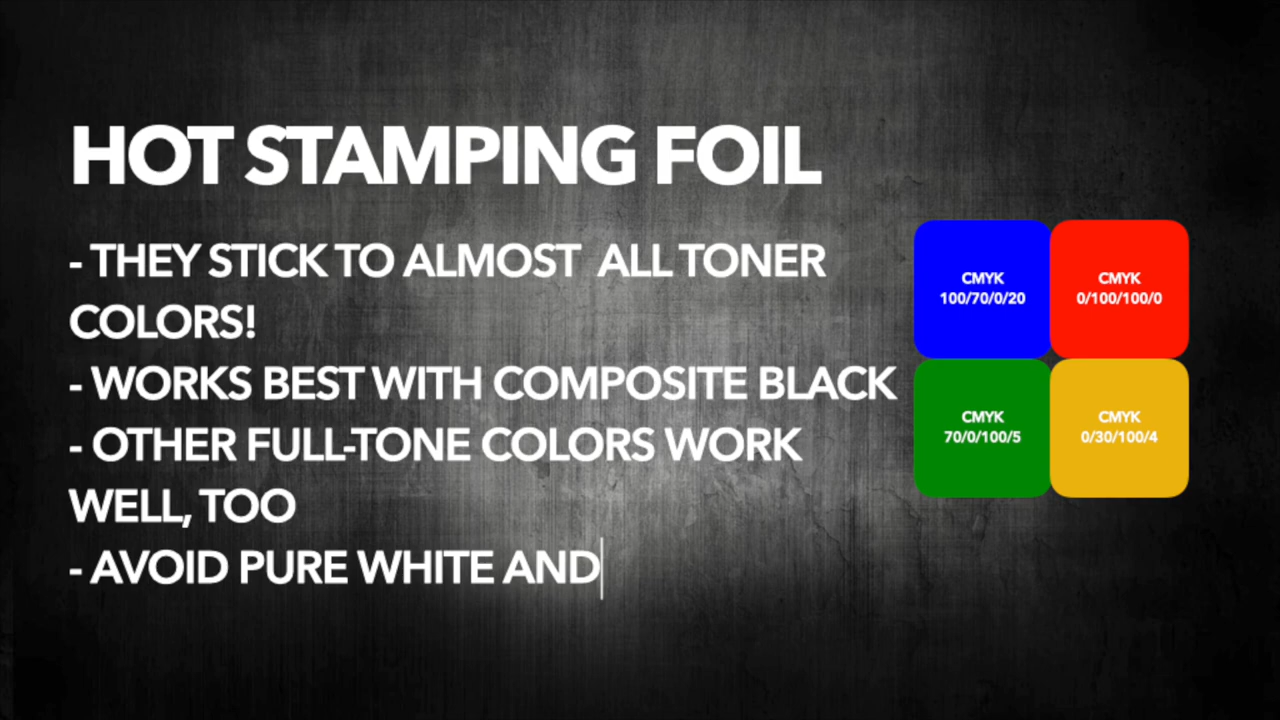 HOT STAMPING FOIL
- THEY STICK TO ALMOST  ALL TONER
COLORS!
- WORKS BEST WITH COMPOSITE BLACK
- OTHER FULL-TONE COLORS WORK
WELL, TOO
- AVOID PURE WHITE AND
CMYK
100/70/0/20
CMYK
0/100/100/0
CMYK
70/0/100/5
CMYK
0/30/100/4